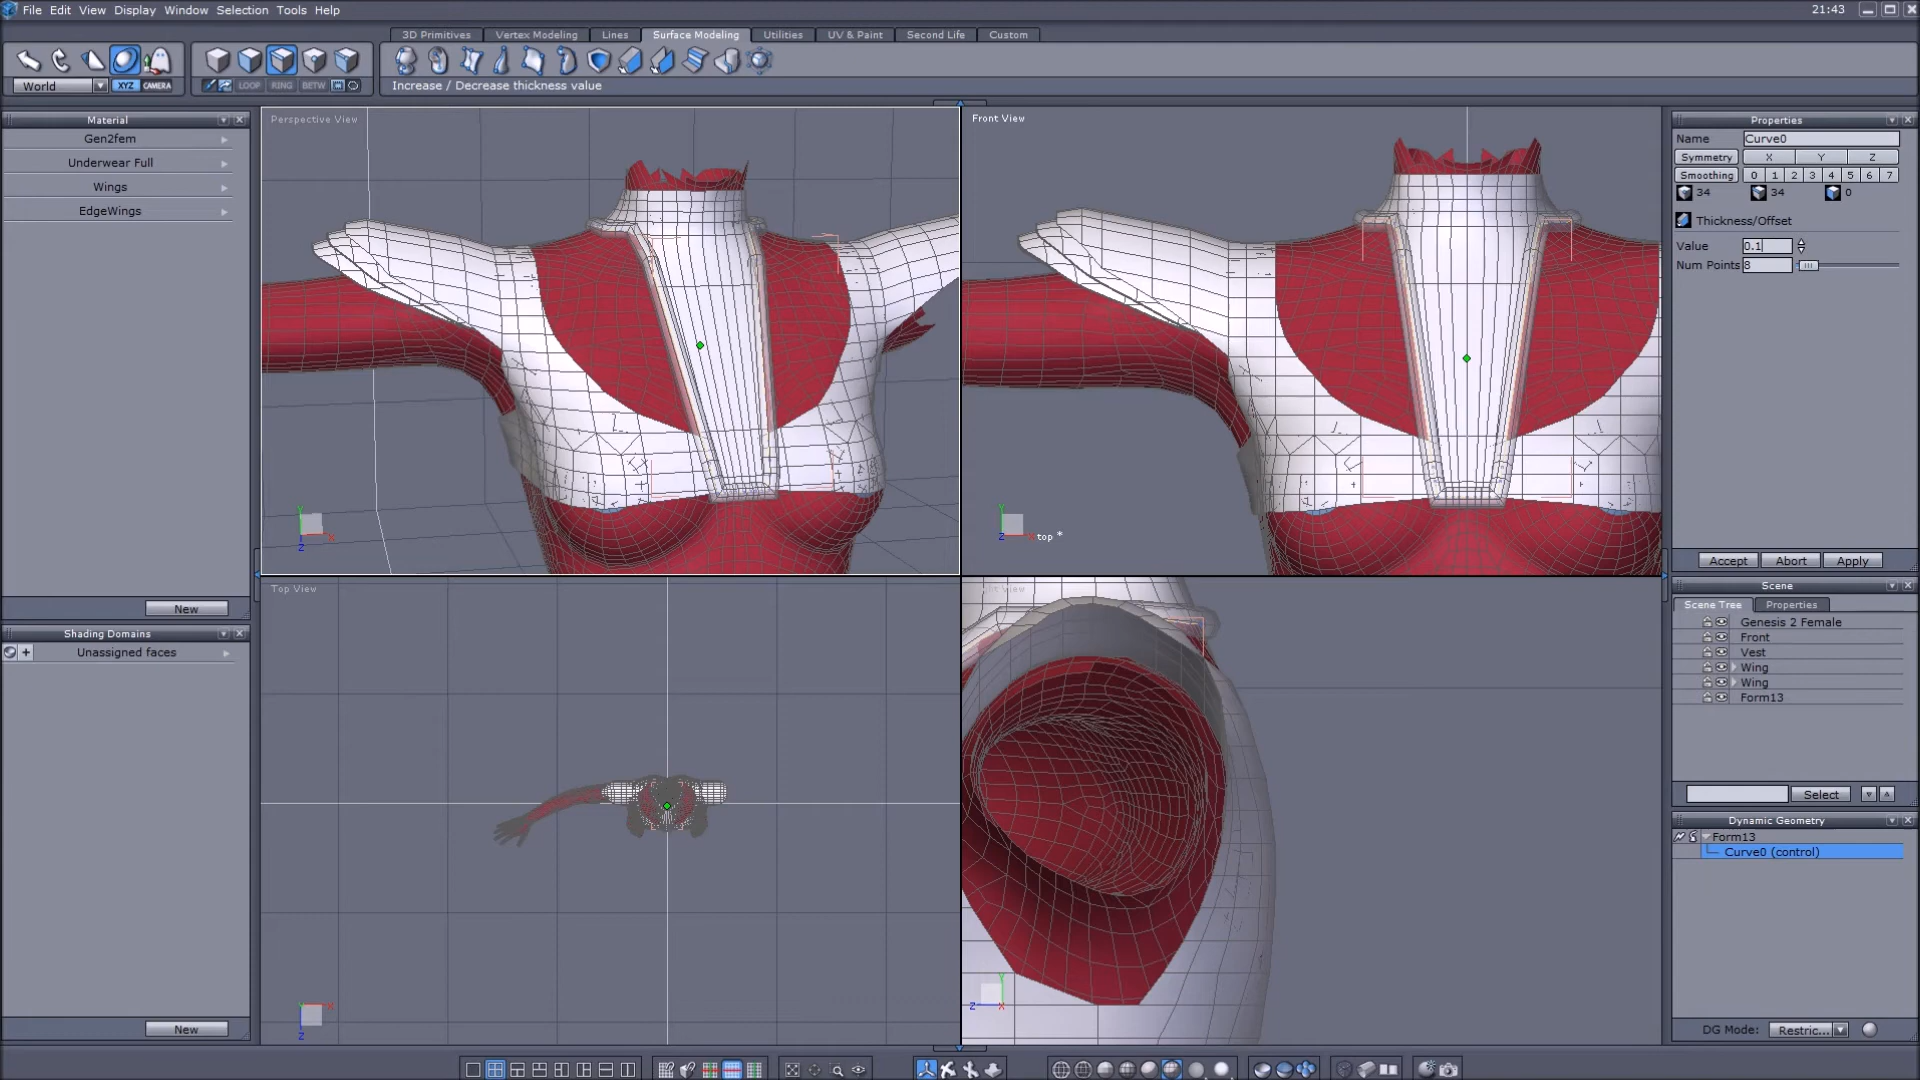 File Edit View Display Window Selection Tools Help
21:43
3D Primitives Vertex Modeling Lines Surface Modeling Utilities UV & Paint Second Life Custom
World XYZ CAMERA LOOP RING BETW
Increase / Decrease thickness value
Material
Gen2fem
Underwear Full
Wings
EdgeWings
New
Shading Domains
Unassigned faces
New
Perspective View
Y
X
Z
Front View
Y
Z
top *
Top View
X
Z
Y
Z
X
Properties
Name Curve0
Symmetry X Y Z
Smoothing 0 1 2 3 4 5 6 7
34 34 0
Thickness/Offset
Value 0.1
Num Points 8
Accept Abort Apply
Scene
Scene Tree Properties
Genesis 2 Female
Front
Vest
Wing
Wing
Form13
Select
Dynamic Geometry
Form13
Curve0 (control)
DG Mode: Restric...